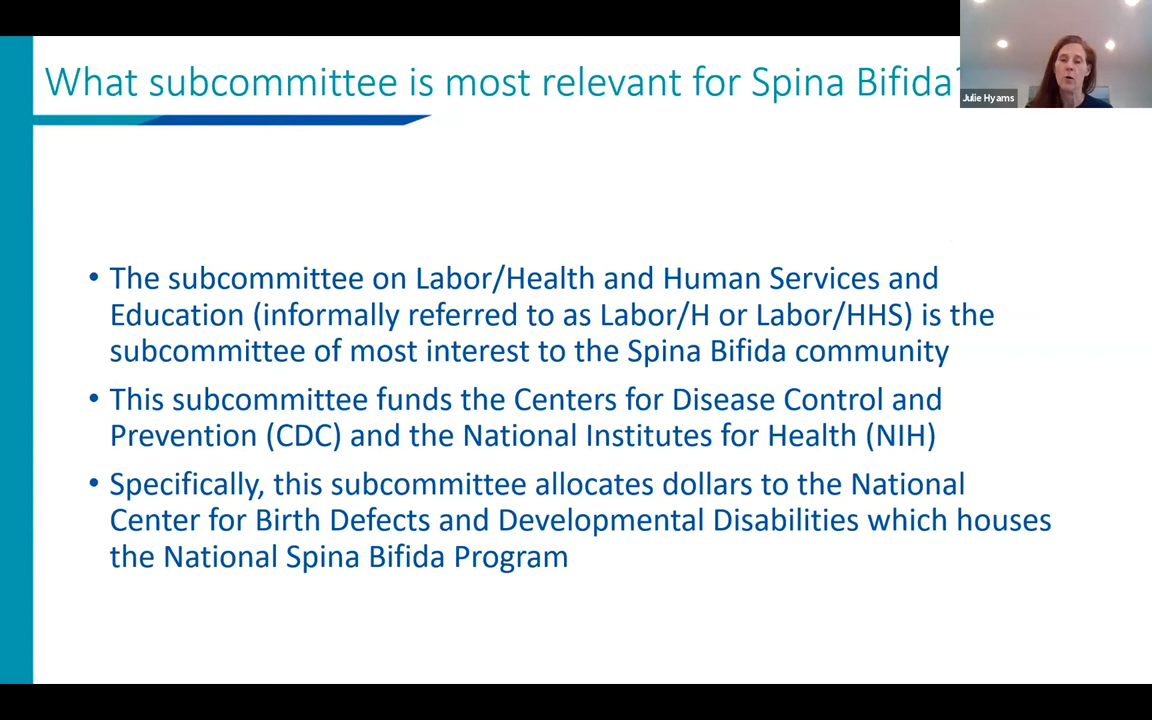 What subcommittee is most relevant for Spina Bifida?
Julie Hyams
• The subcommittee on Labor/Health and Human Services and
Education (informally referred to as Labor/H or Labor/HHS) is the
subcommittee of most interest to the Spina Bifida community
• This subcommittee funds the Centers for Disease Control and
Prevention (CDC) and the National Institutes for Health (NIH)
• Specifically, this subcommittee allocates dollars to the National
Center for Birth Defects and Developmental Disabilities which houses
the National Spina Bifida Program